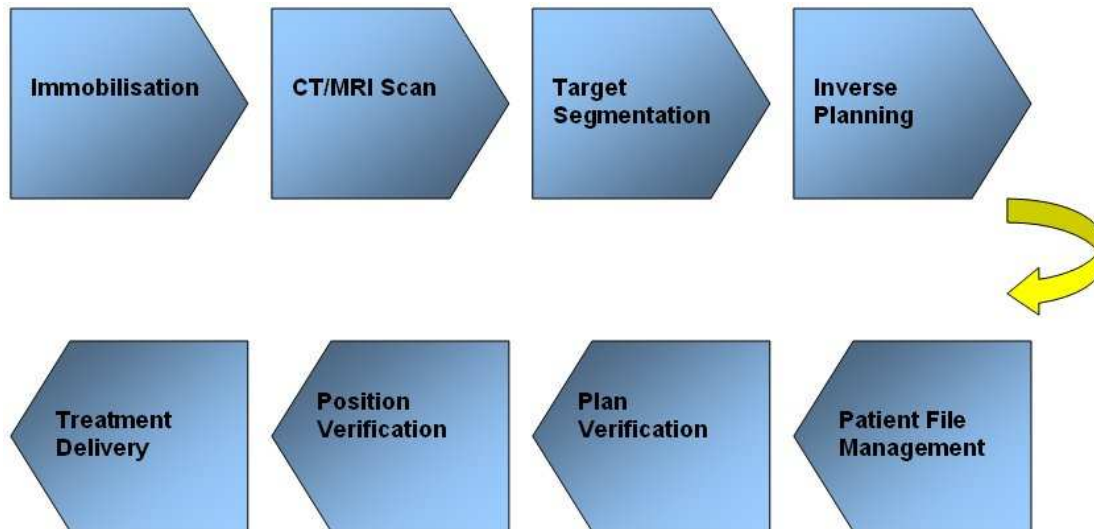 Immobilisation
CT/MRI Scan
Target
Segmentation
Inverse
Planning
Patient File
Management
Plan
Verification
Position
Verification
Treatment
Delivery